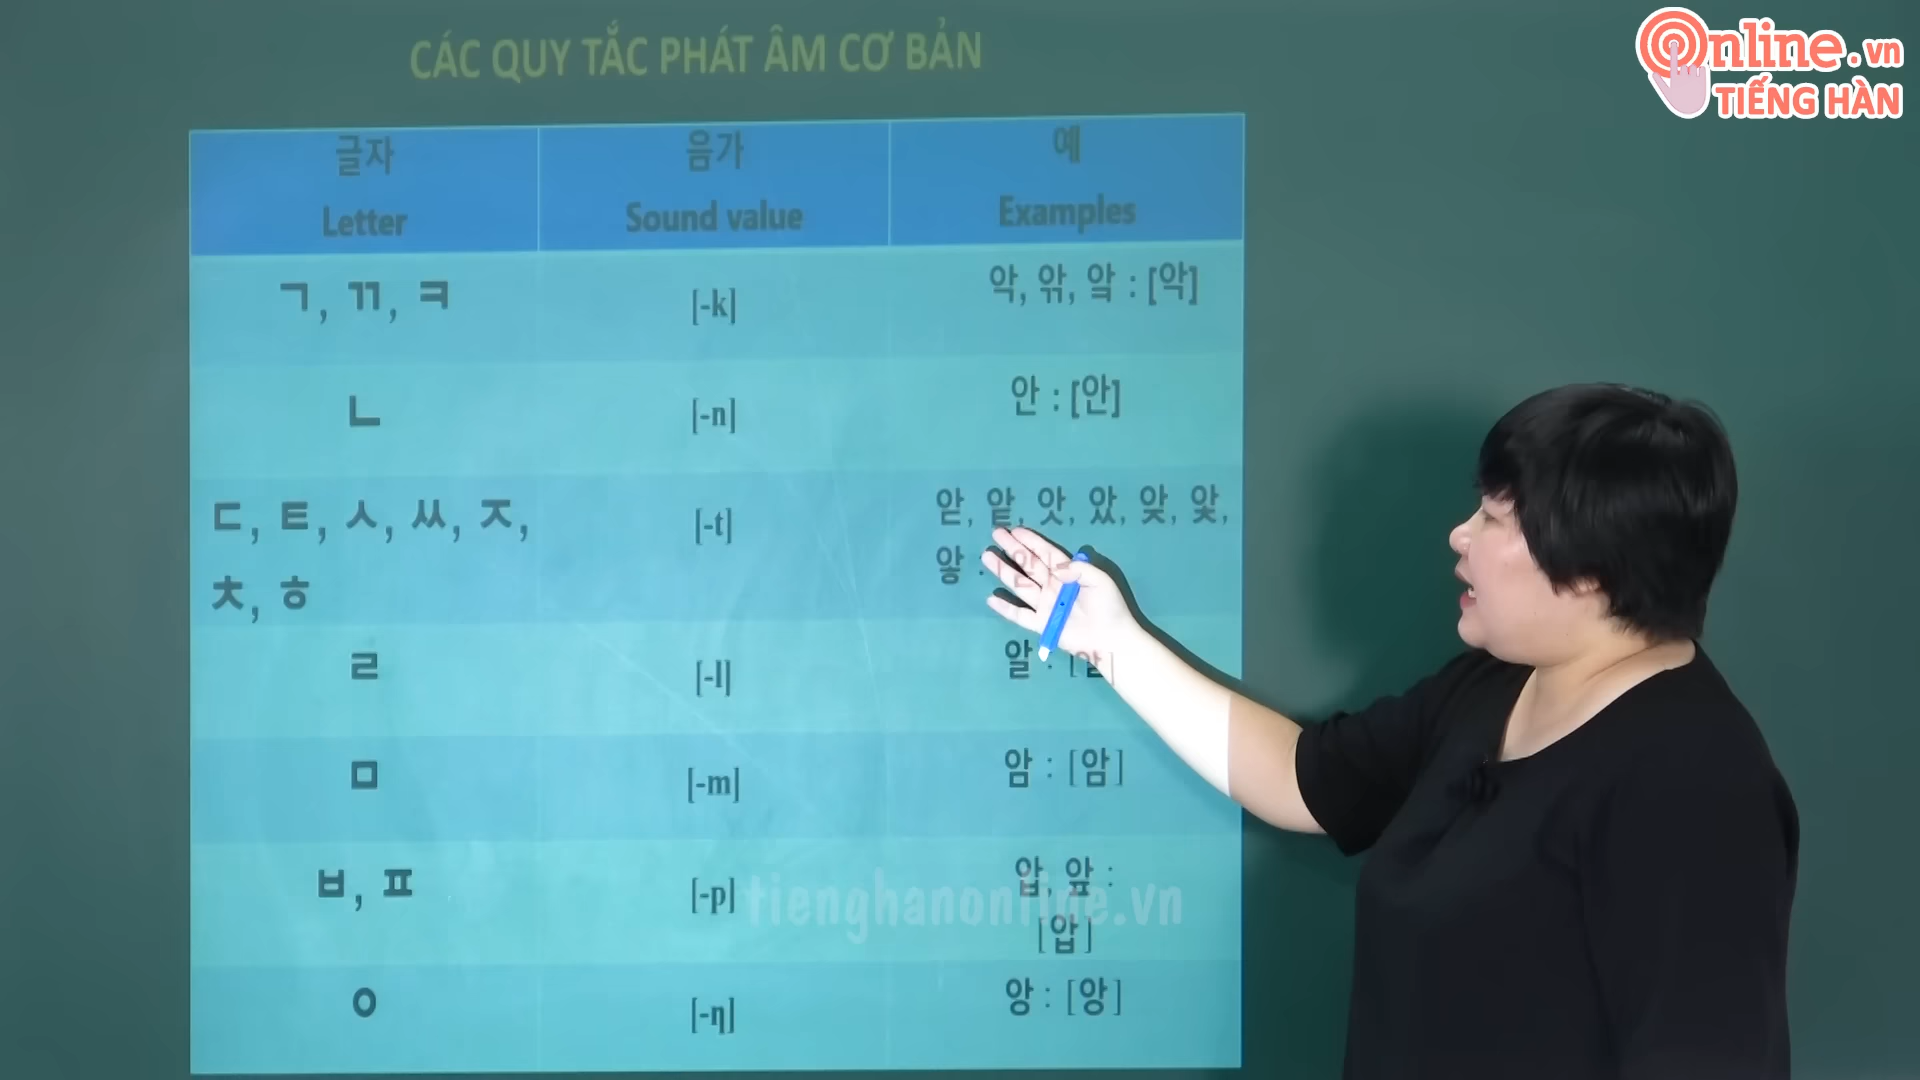 CÁC QUY TẮC PHÁT ÂM CƠ BẢN
Online.vn
TIẾNG HÀN
글자 음가 예
Letter Sound value Examples
ㄱ, ㄲ, ㅋ [-k] 악, 앆, 앜 : [악]
ㄴ [-n] 안 : [안]
ㄷ, ㅌ, ㅅ, ㅆ, ㅈ, [-t] 앋, 앝, 앗, 았, 앚, 앛,
ㅊ, ㅎ 앟 :
ㄹ [-l] 알 : [알]
ㅁ [-m] 암 : [암]
ㅂ, ㅍ [-p] 압, 앞 :
[압]
ㅇ [-η] 앙 : [앙]
tienghanonline.vn